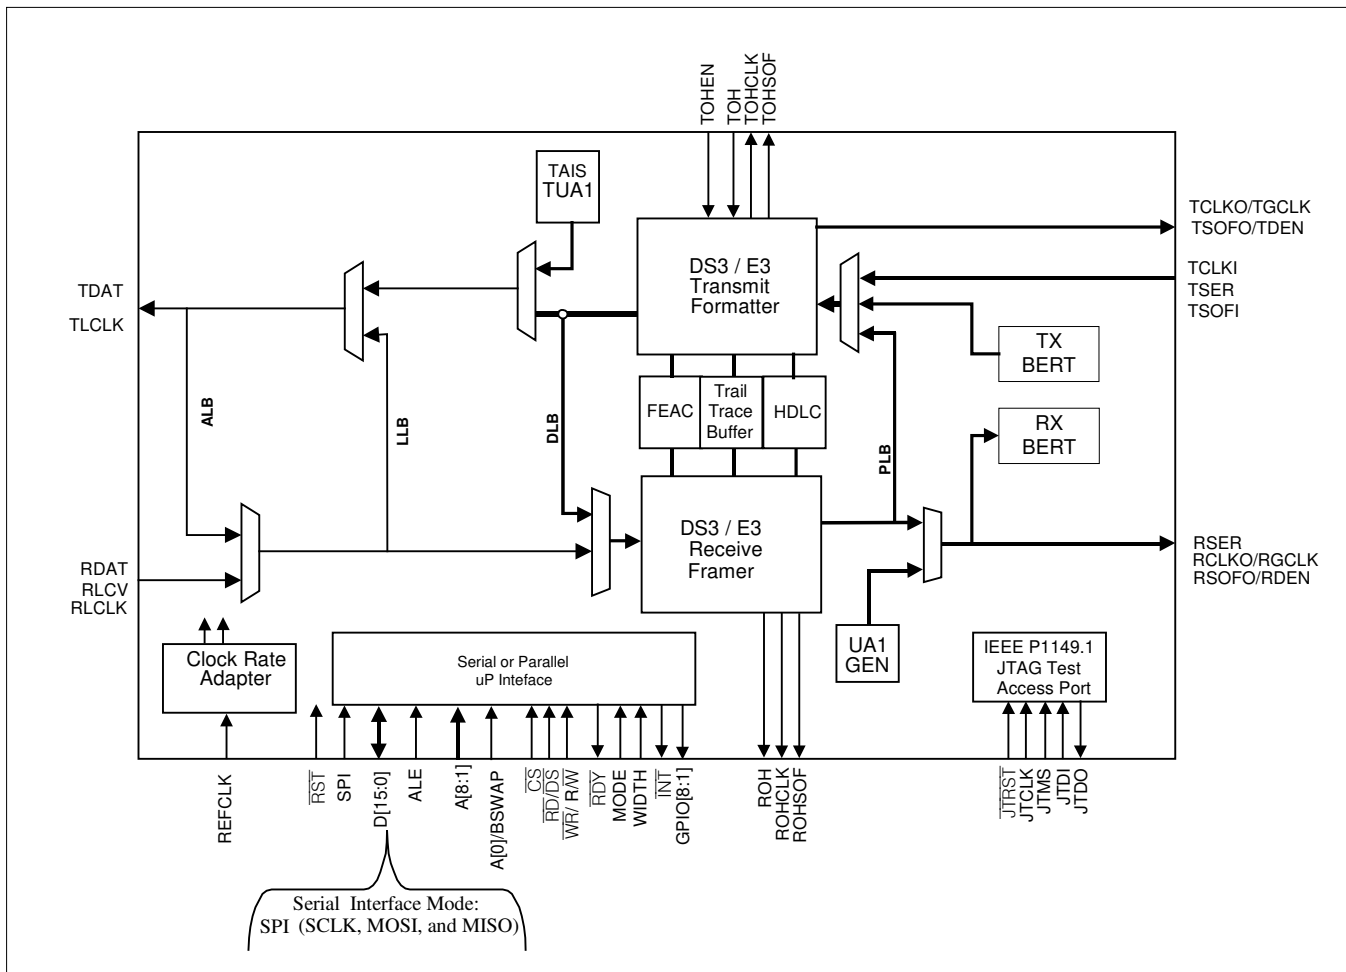 TOHEN
TOH
TOHCLK
TOHSOF
TAIS
TUA1
TCLKO/TGCLK
TSOFO/TDEN
DS3 / E3
Transmit
Formatter
TCLKI
TSER
TSOFI
TDAT
TLCLK
TX
BERT
FEAC
Trail
Trace
Buffer
HDLC
ALB
LLB
DLB
PLB
RX
BERT
DS3 / E3
Receive
Framer
RSER
RCLKO/RGCLK
RSOFO/RDEN
RDAT
RLCV
RLCLK
Clock Rate
Adapter
Serial or Parallel
uP Inteface
UA1
GEN
IEEE P1149.1
JTAG Test
Access Port
REFCLK
RST
SPI
D[15:0]
ALE
A[8:1]
A[0]/BSWAP
CS
RD/DS
WR/ R/W
RDY
MODE
WIDTH
INT
GPIO[8:1]
ROH
ROHCLK
ROHSOF
JTRST
JTCLK
JTMS
JTDI
JTDO
Serial Interface Mode:
SPI (SCLK, MOSI, and MISO)